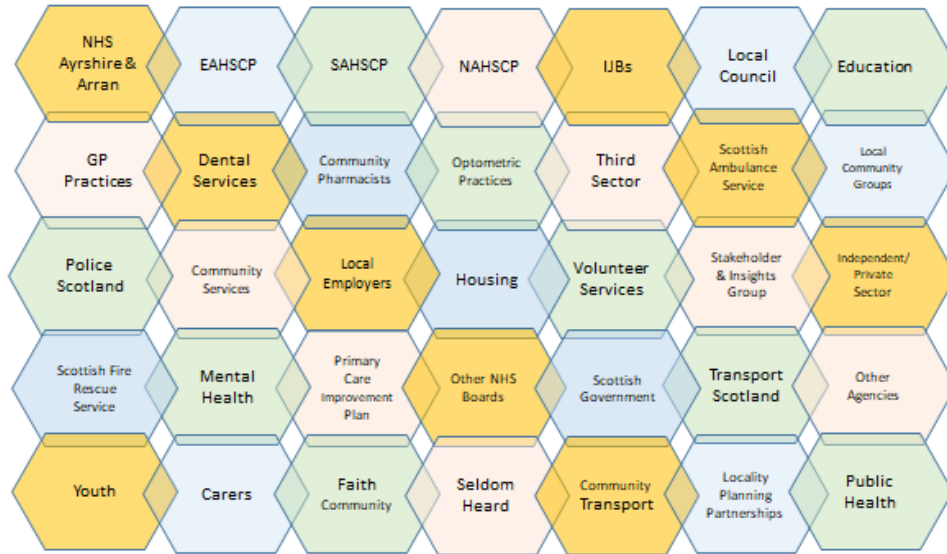 NHS
Ayrshire &
Arran
EAHSCP
SAHSCP
NAHSCP
IJBs
Local
Council
Education
GP
Practices
Dental
Services
Community
Pharmacists
Optometric
Practices
Third
Sector
Scottish
Ambulance
Service
Local
Community
Groups
Police
Scotland
Community
Services
Local
Employers
Housing
Volunteer
Services
Stakeholder
& Insights
Group
Independent/
Private
Sector
Scottish Fire
Rescue
Service
Mental
Health
Primary
Care
Improvement
Plan
Other NHS
Boards
Scottish
Government
Transport
Scotland
Other
Agencies
Youth
Carers
Faith
Community
Seldom
Heard
Community
Transport
Locality
Planning
Partnerships
Public
Health